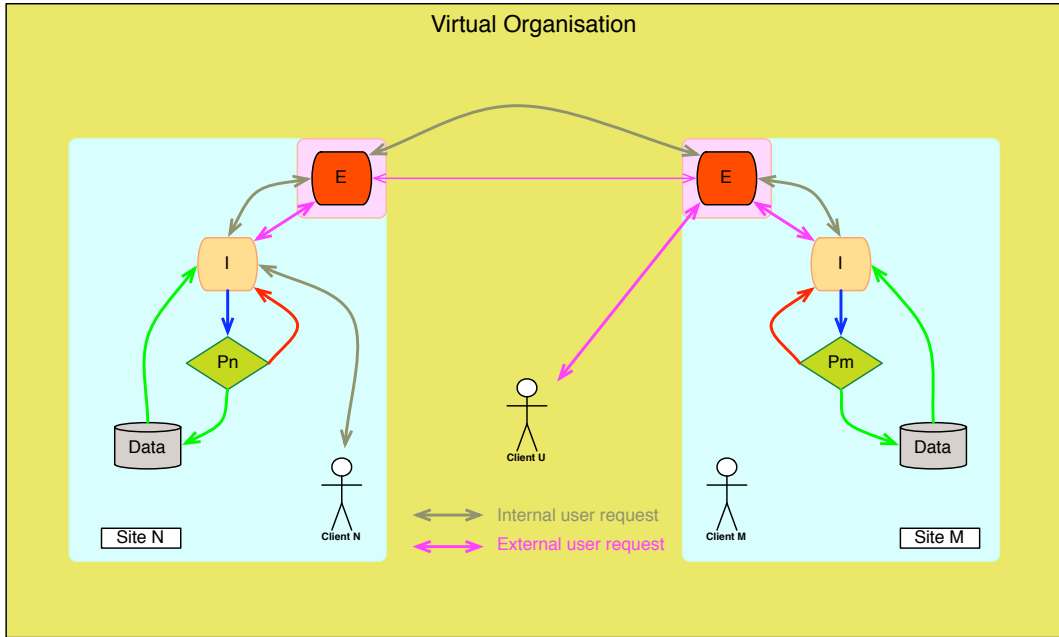 Virtual Organisation
E
E
I
I
Pn
Pm
Data
Data
Client U
Client N
Client M
Internal user request
External user request
Site N
Site M